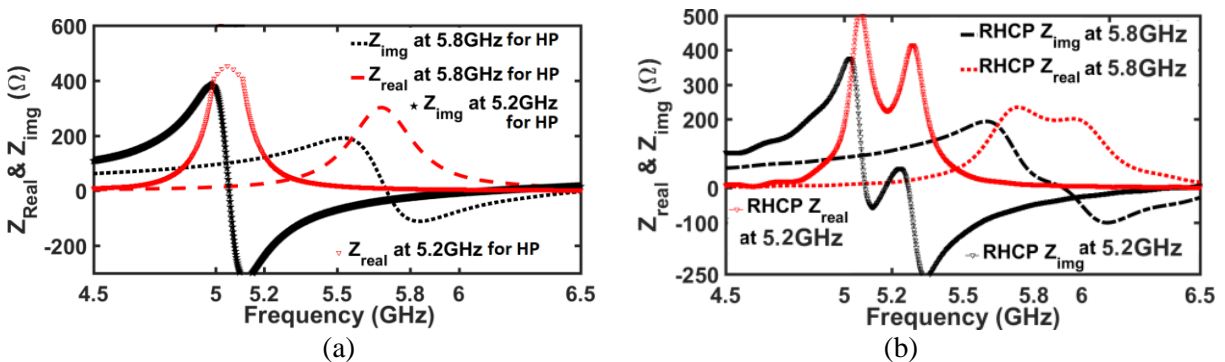 (a)
Z_Real & Z_img (Ω)
600
400
200
0
-200
Z_img at 5.8GHz for HP
Z_real at 5.8GHz for HP
Z_img at 5.2GHz
for HP
Z_real at 5.2GHz for HP
4.5 5 5.2 5.8 6 6.5
Frequency (GHz)
(b)
Z_real & Z_img (Ω)
500
400
300
200
100
0
-100
-250
RHCP Z_img at 5.8GHz
RHCP Z_real at 5.8GHz
RHCP Z_real
at 5.2GHz
RHCP Z_img at 5.2GHz
4.5 5 5.2 5.5 5.8 6 6.5
Frequency (GHz)
(a)
(b)